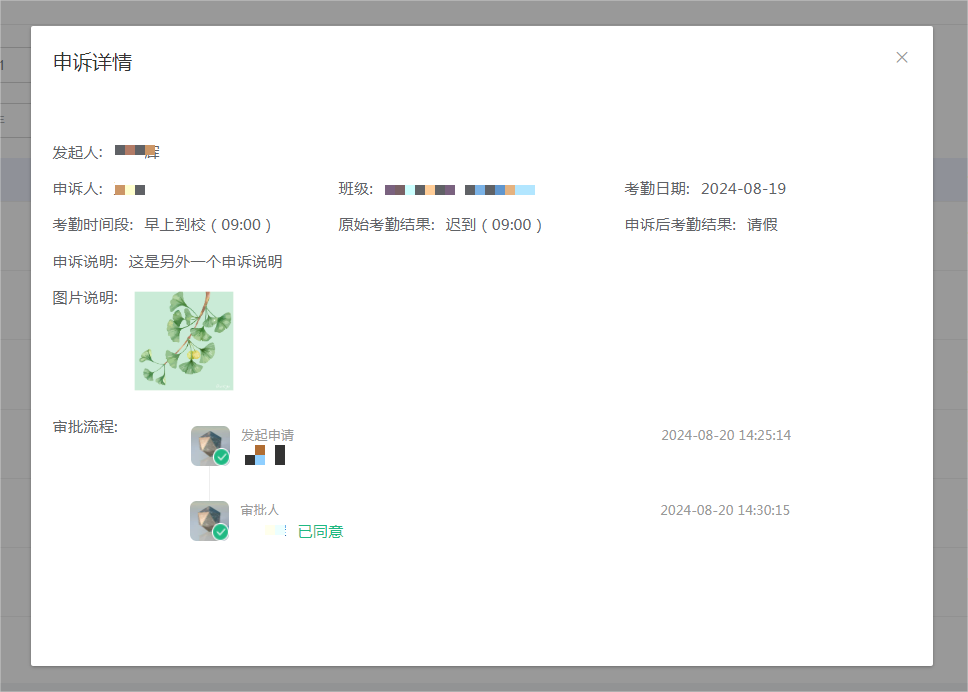 申诉详情
发起人: 辉
申诉人:
班级:
考勤日期: 2024-08-19
考勤时间段: 早上到校 ( 09:00 )
原始考勤结果: 迟到 ( 09:00 )
申诉后考勤结果: 请假
申诉说明: 这是另外一个申诉说明
图片说明:
审批流程:
发起申请
2024-08-20 14:25:14
审批人
2024-08-20 14:30:15
已同意